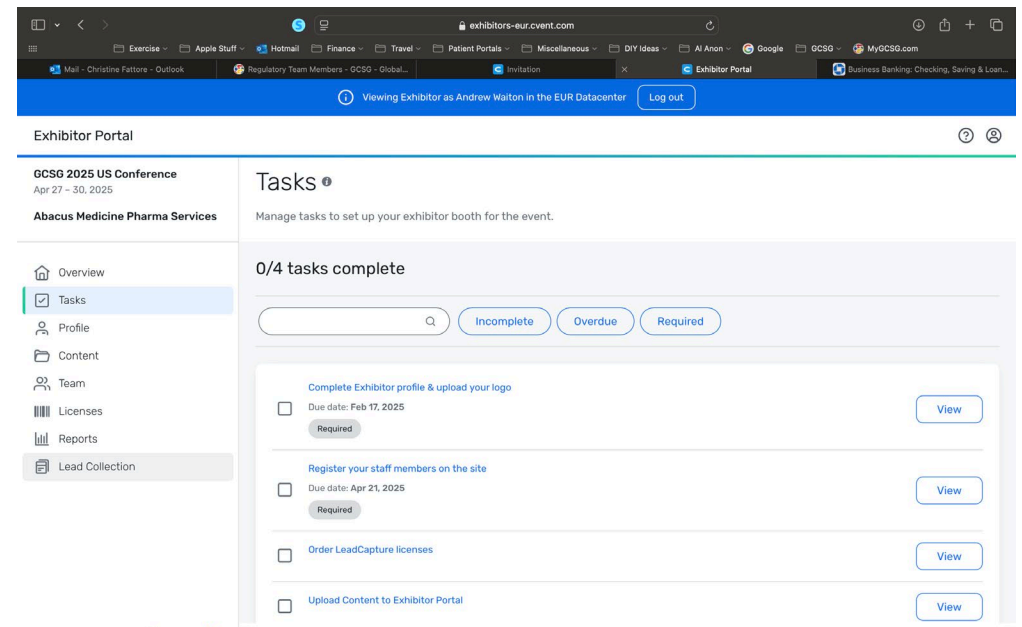 exhibitors-eur.cvent.com
Exercise Apple Stuff Hotmail Finance Travel Patient Portals Miscellaneous DIY Ideas Al Anon Google GCSG MyGCSG.com
Mail - Christine Fattore - Outlook Regulatory Team Members - GCSG - Global... Invitation Exhibitor Portal Business Banking: Checking, Saving & Loan...
Viewing Exhibitor as Andrew Waiton in the EUR Datacenter Log out
Exhibitor Portal
GCSG 2025 US Conference
Apr 27 – 30, 2025
Abacus Medicine Pharma Services
Overview
Tasks
Profile
Content
Team
Licenses
Reports
Lead Collection
Tasks
Manage tasks to set up your exhibitor booth for the event.
0/4 tasks complete
Incomplete Overdue Required
Complete Exhibitor profile & upload your logo
Due date: Feb 17, 2025
Required
View
Register your staff members on the site
Due date: Apr 21, 2025
Required
View
Order LeadCapture licenses
View
Upload Content to Exhibitor Portal
View